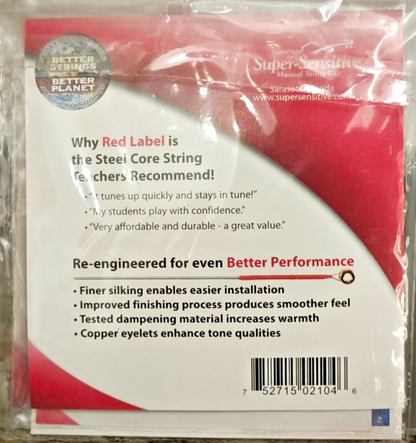 BETTER
STRINGS
BETTER
PLANET
Super-Sensitive
Musical String Co.
www.supersensitive.com
Why Red Label is
the Steel Core String
Teachers Recommend!
• "It tunes up quickly and stays in tune!"
• "My students play with confidence."
• "Very affordable and durable - a great value."
Re-engineered for even Better Performance
• Finer silking enables easier installation
• Improved finishing process produces smoother feel
• Tested dampening material increases warmth
• Copper eyelets enhance tone qualities
7 52715 02104 6